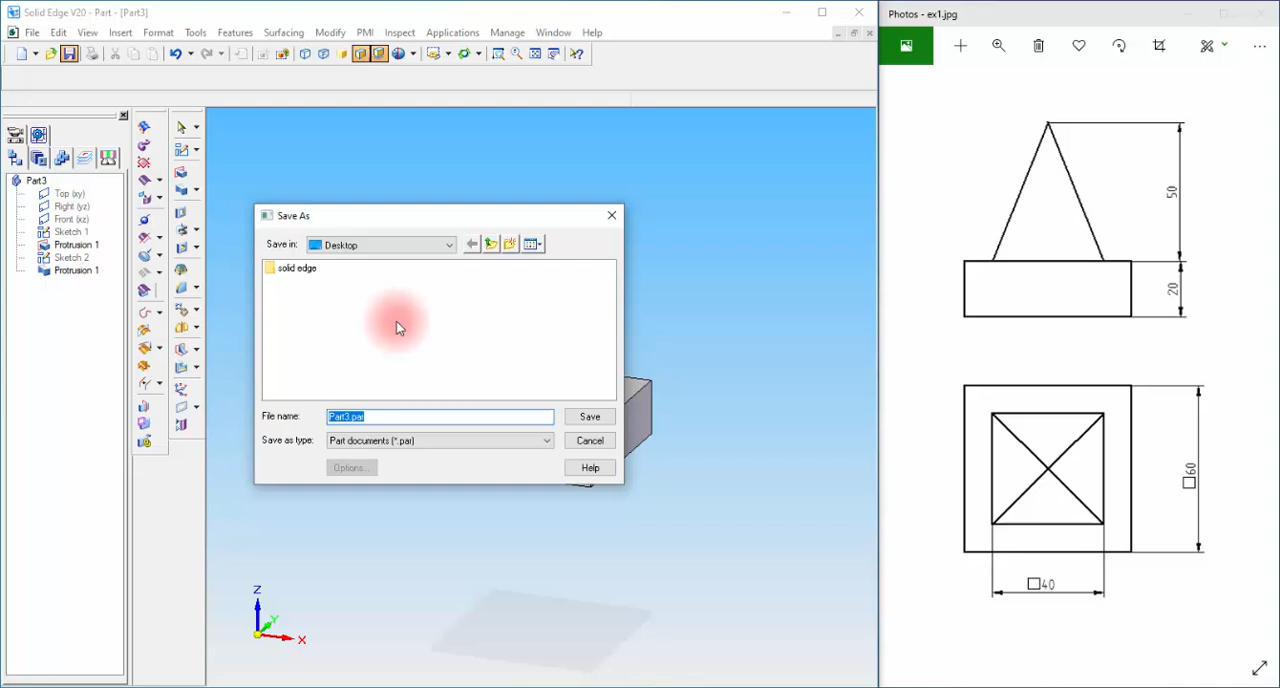 Solid Edge V20 - Part - [Part3]
File Edit View Insert Format Tools Features Surfacing Modify PMI Inspect Applications Manage Window Help
Part3
Top (xy)
Right (yz)
Front (xz)
Sketch 1
Protrusion 1
Sketch 2
Protrusion 1
Save As
Save in: Desktop
solid edge
File name: Part3.par Save
Save as type: Part documents (*.par) Cancel
Options... Help
Z
Y
X
Photos - ex1.jpg
50
20
□60
□40